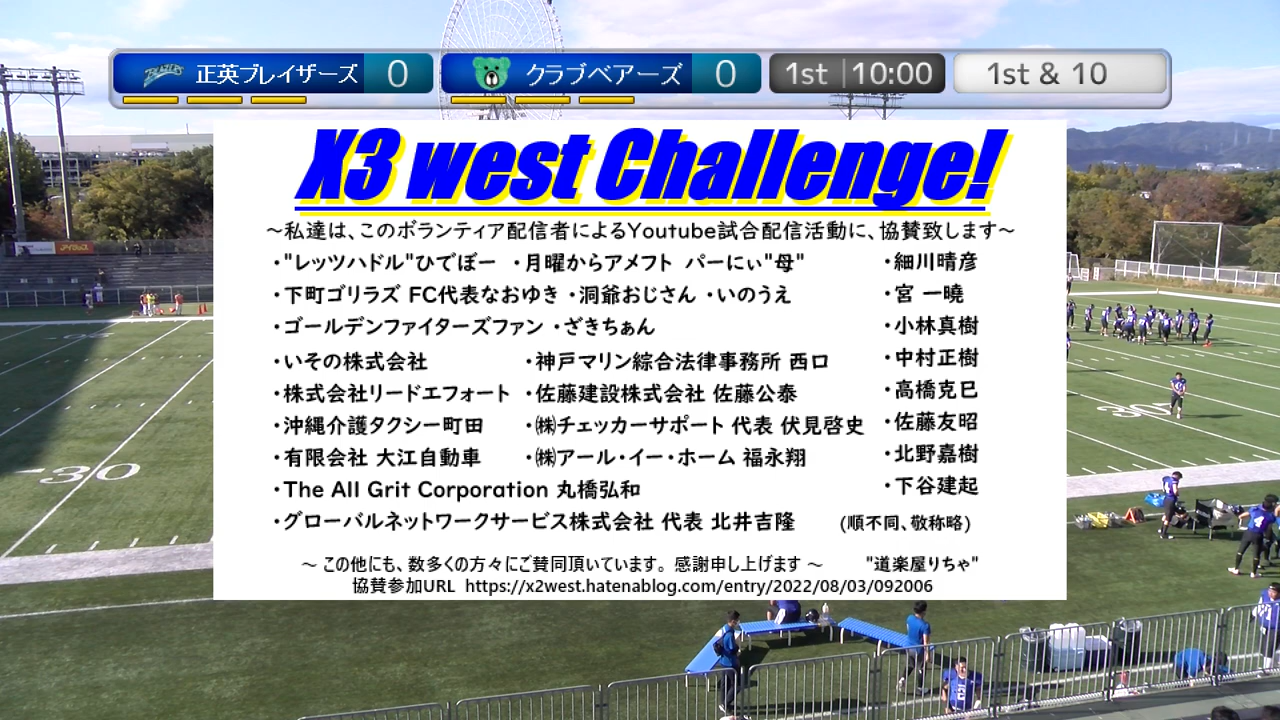 BLAZERS 正英ブレイザーズ 0 クラブベアーズ 0 1st 10:00 1st & 10
X3 west Challenge!
～私達は、このボランティア配信者によるYoutube試合配信活動に、協賛致します～
・"レッツハドル"ひでぼー ・月曜からアメフト パーにぃ"母" ・細川晴彦
・下町ゴリラズ FC代表なおゆき ・洞爺おじさん ・いのうえ ・宮 一曉
・ゴールデンファイターズファン ・ざきちぁん ・小林真樹
・いその株式会社 ・神戸マリン綜合法律事務所 西口 ・中村正樹
・株式会社リードエフォート ・佐藤建設株式会社 佐藤公泰 ・高橋克巳
・沖縄介護タクシー町田 ・㈱チェッカーサポート 代表 伏見啓史 ・佐藤友昭
・有限会社 大江自動車 ・㈱アール・イー・ホーム 福永翔 ・北野嘉樹
・The All Grit Corporation 丸橋弘和 ・下谷建起
・グローバルネットワークサービス株式会社 代表 北井吉隆 (順不同、敬称略)
～ この他にも、数多くの方々にご賛同頂いています。感謝申し上げます ～ "道楽屋りちゃ"
協賛参加URL https://x2west.hatenablog.com/entry/2022/08/03/092006
30